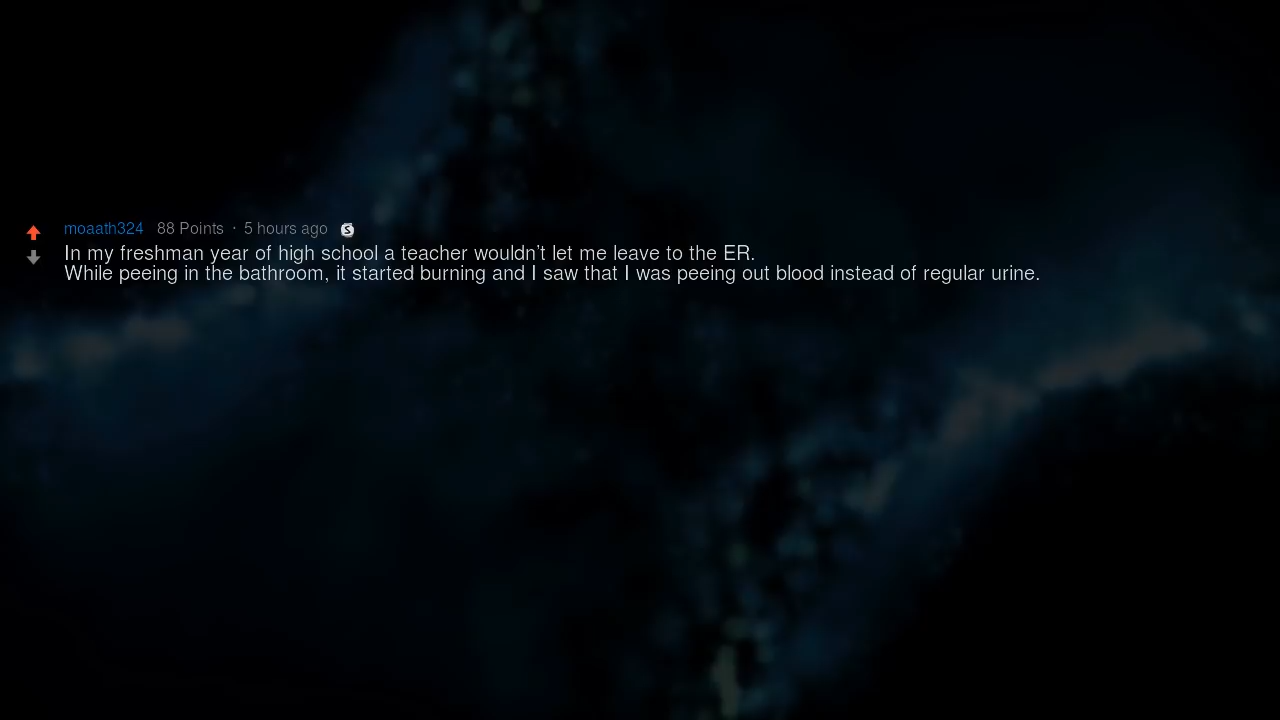 moaath324 88 Points · 5 hours ago
In my freshman year of high school a teacher wouldn't let me leave to the ER.
While peeing in the bathroom, it started burning and I saw that I was peeing out blood instead of regular urine.